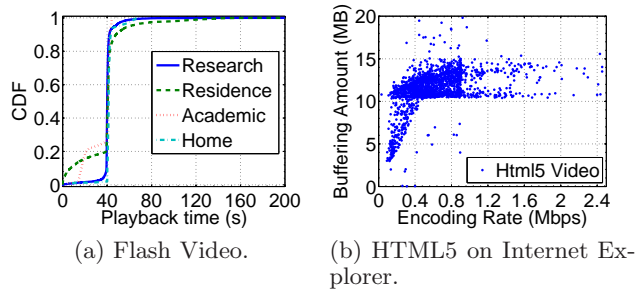 1
0.8
0.6
0.4
0.2
0
CDF
Research
Residence
Academic
Home
0 40 80 120 160 200
Playback time (s)
(a) Flash Video.
20
15
10
5
0
Buffering Amount (MB)
Html5 Video
0.4 0.8 1.2 1.6 2 2.4
Encoding Rate (Mbps)
(b) HTML5 on Internet Ex-
plorer.